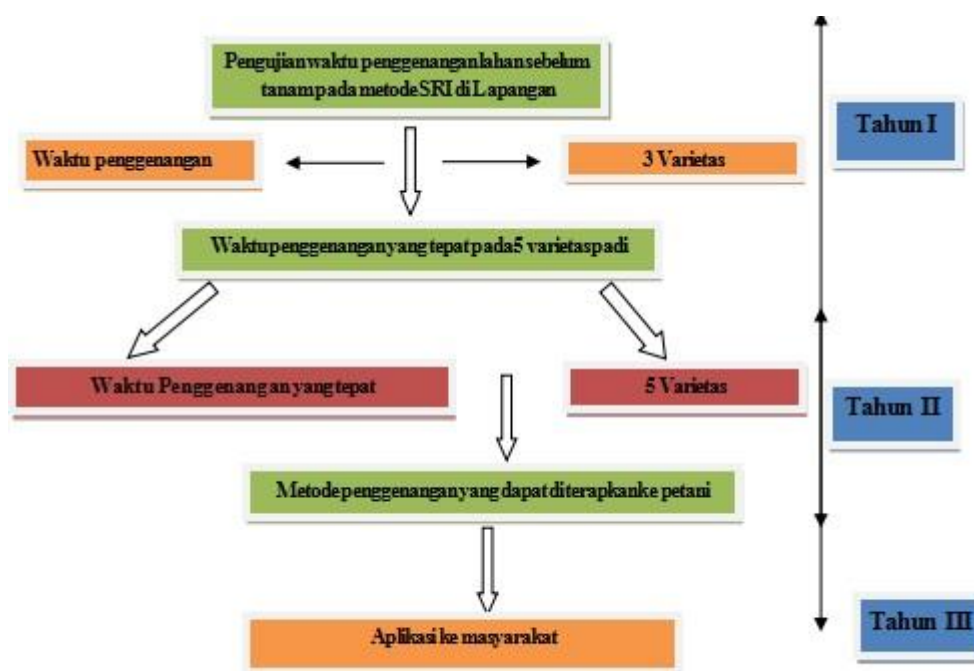 Pengujian waktu penggenangan lahan sebelum
tanam pada metode SRI di Lapangan
Tahun I
Waktu penggenangan
3 Varietas
Waktu penggenangan yang tepat pada 5 varietas padi
Waktu Penggenangan yang tepat
5 Varietas
Tahun II
Metode penggenangan yang dapat diterapkan ke petani
Tahun III
Aplikasi ke masyarakat